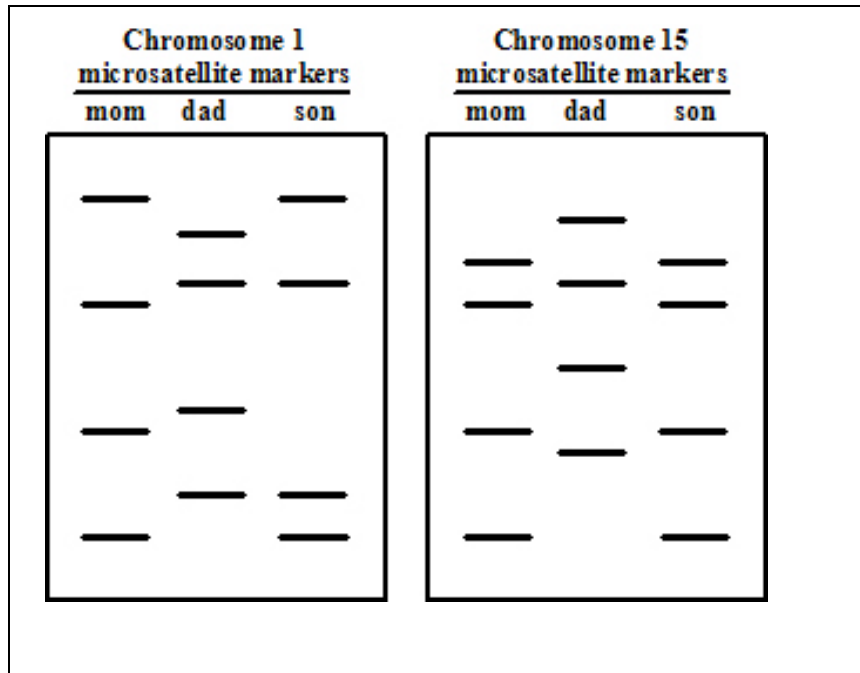 Chromosome 1
microsatellite markers
mom dad son
Chromosome 15
microsatellite markers
mom dad son